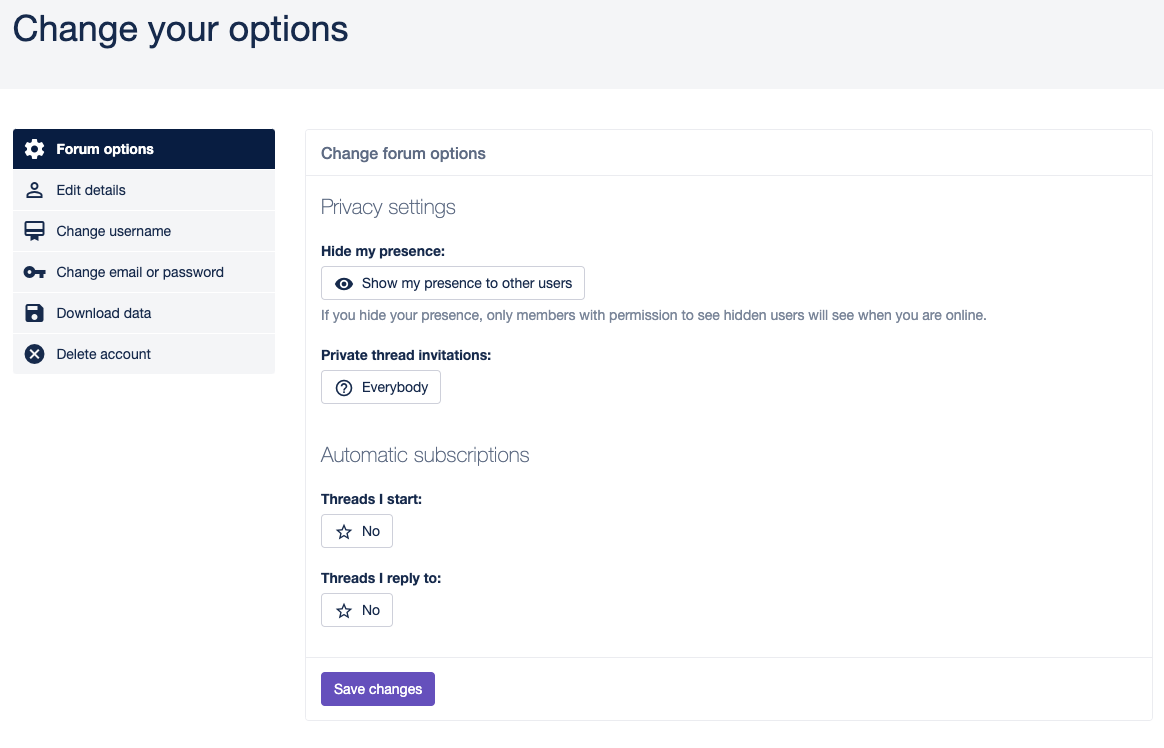 Change your options
Forum options
Edit details
Change username
Change email or password
Download data
Delete account
Change forum options
Privacy settings
Hide my presence:
Show my presence to other users
If you hide your presence, only members with permission to see hidden users will see when you are online.
Private thread invitations:
Everybody
Automatic subscriptions
Threads I start:
No
Threads I reply to:
No
Save changes